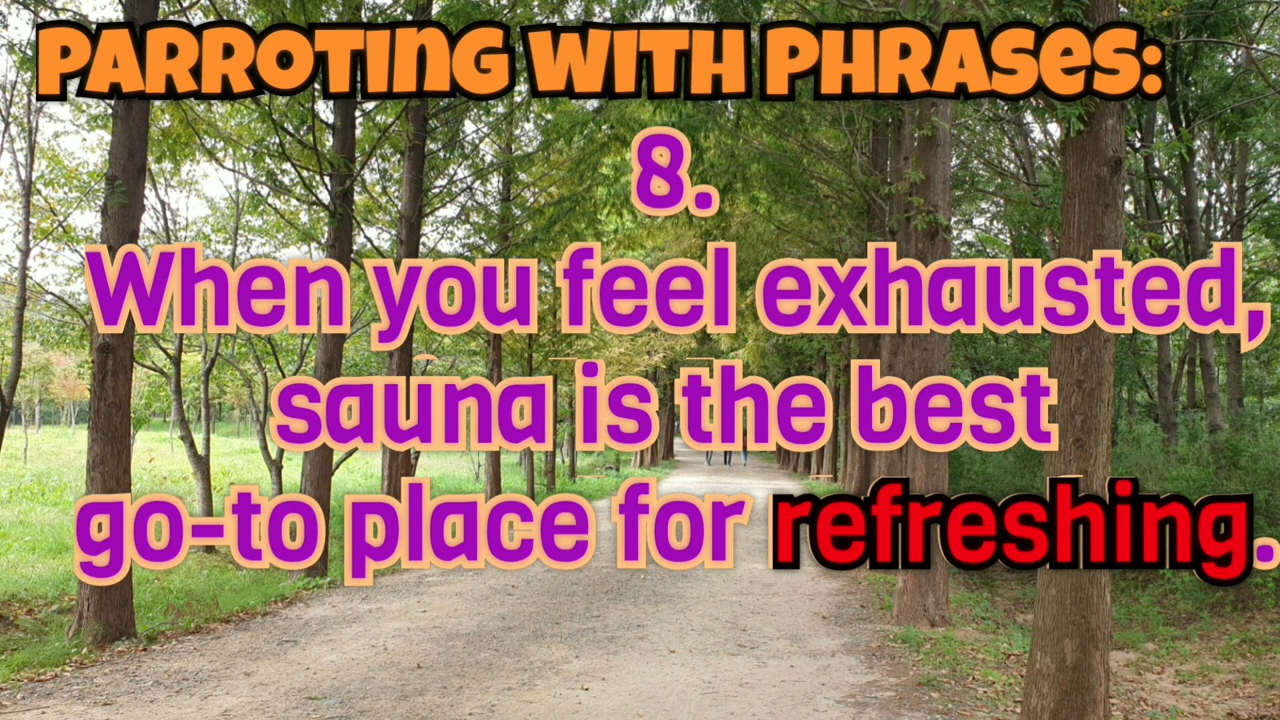 PARROTING WITH PHRASES:
8.
When you feel exhausted,
sauna is the best
go-to place for refreshing.